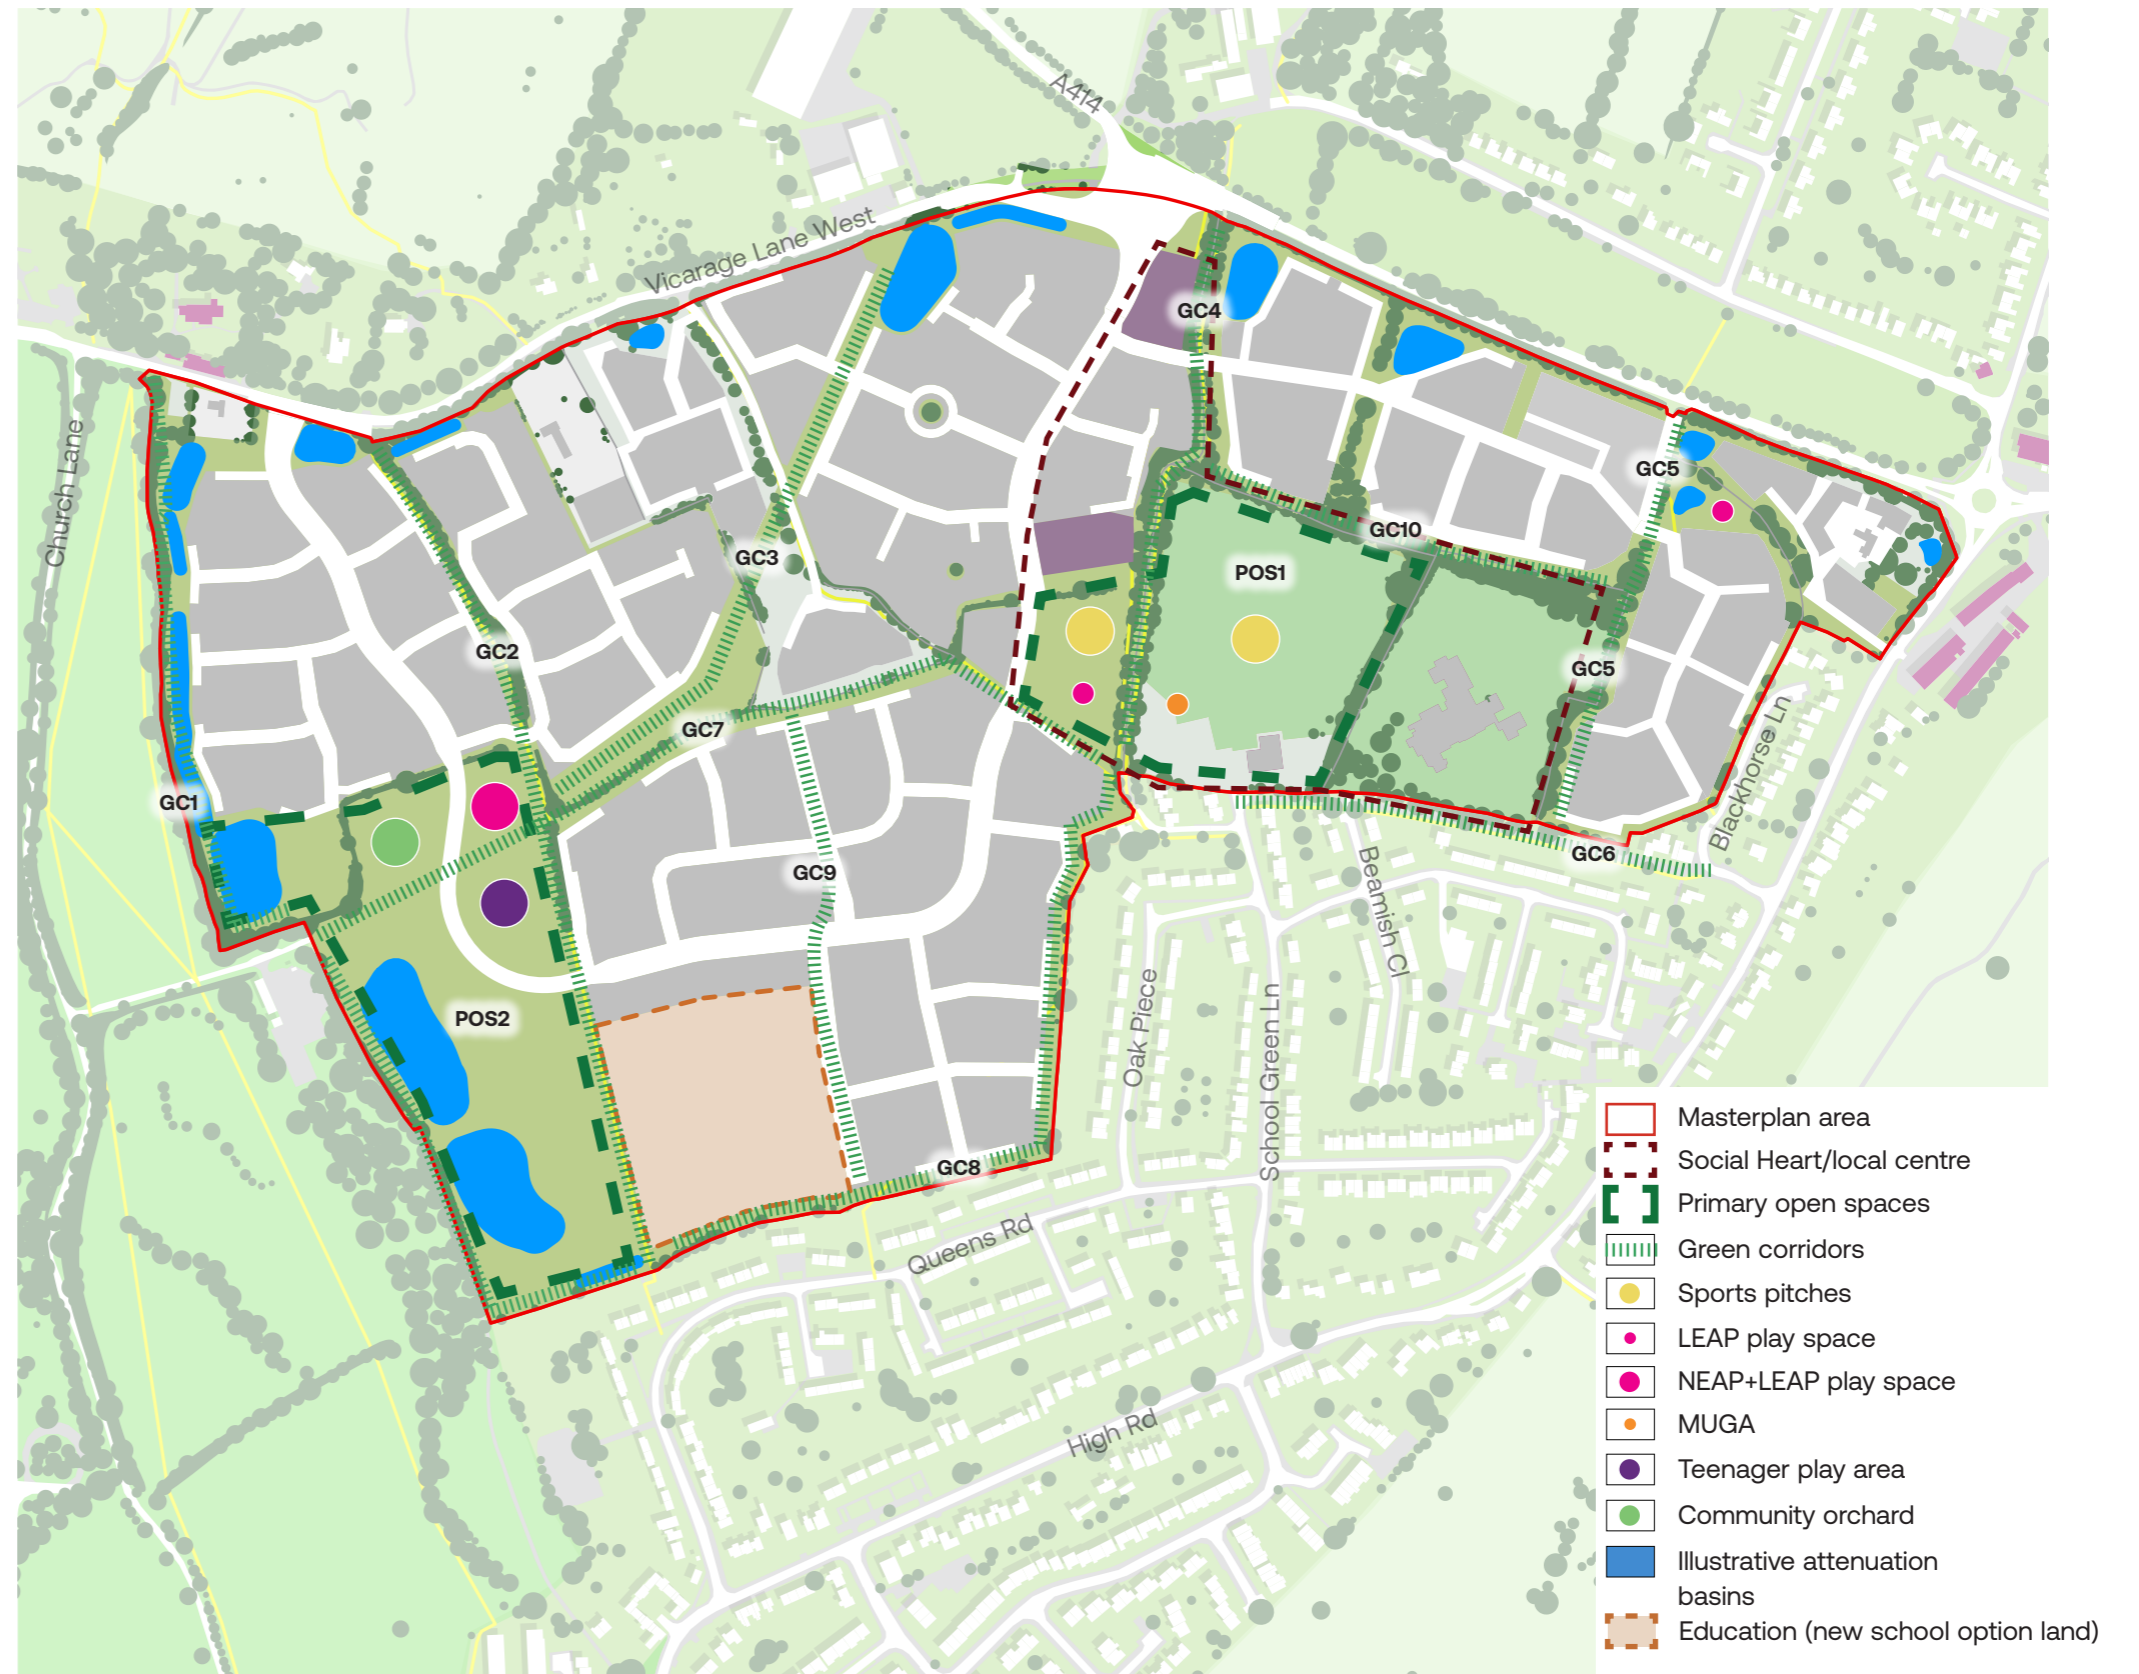 A414
Vicarage Lane West
GC4
Church Lane
GC5
GC10
GC3
POS1
GC2
GC5
GC7
Blackhorse Ln
GC1
GC6
GC9
Beamish Cl
POS2
Oak Piece
School Green Ln
GC8
Queens Rd
High Rd
Masterplan area
Social Heart/local centre
Primary open spaces
Green corridors
Sports pitches
LEAP play space
NEAP+LEAP play space
MUGA
Teenager play area
Community orchard
Illustrative attenuation
basins
Education (new school option land)